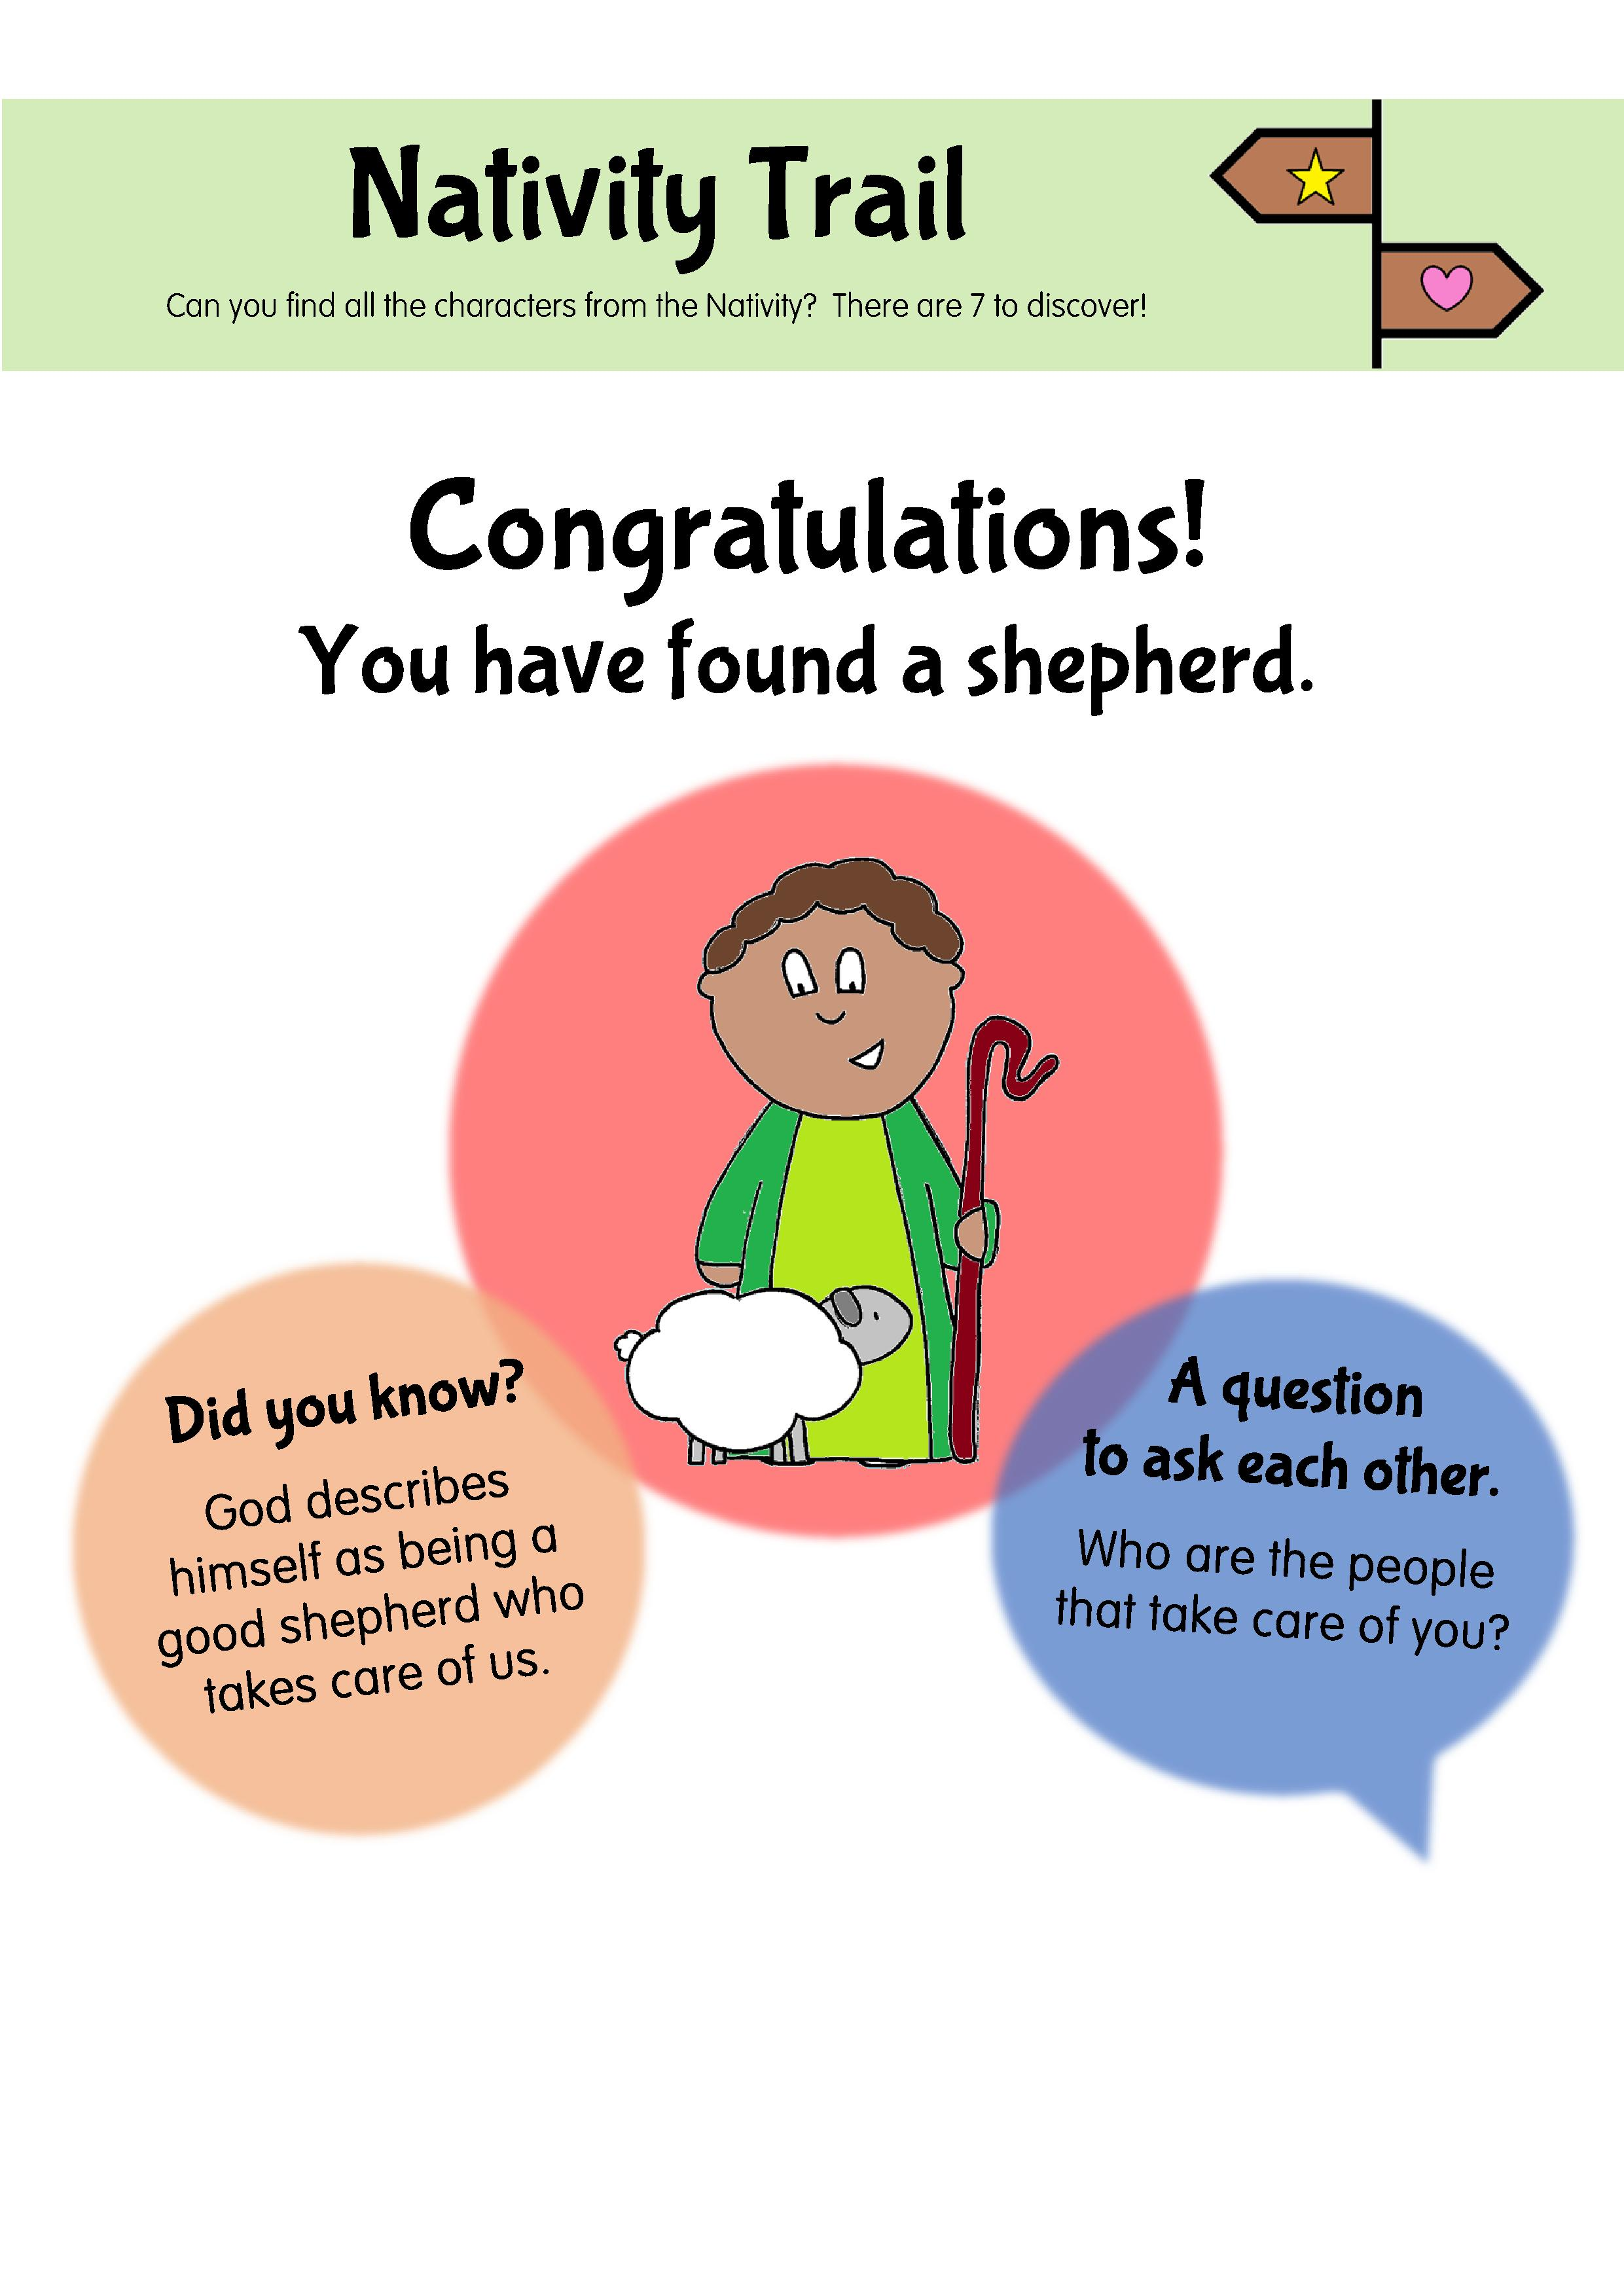 Nativity Trail
Can you find all the characters from the Nativity?  There are 7 to discover!
Congratulations!
You have found a shepherd.
Did you know?
God describes
himself as being a
good shepherd who
takes care of us.
A question
to ask each other.
Who are the people
that take care of you?